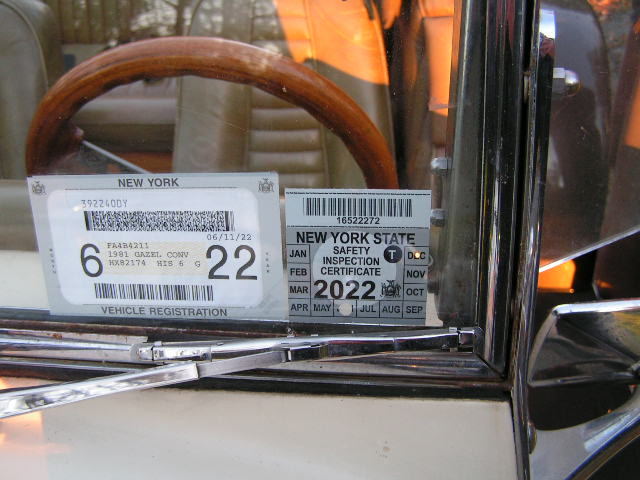 NEW YORK
392240DY
06/11/22
6
FA4B4211
1981 GAZEL CONV
HX82174 HIS 6 G
22
VEHICLE REGISTRATION
16522272
NEW YORK STATE
SAFETY
INSPECTION
CERTIFICATE
2022
T
JAN
FEB
MAR
APR MAY JUL AUG SEP
OCT
NOV
DEC